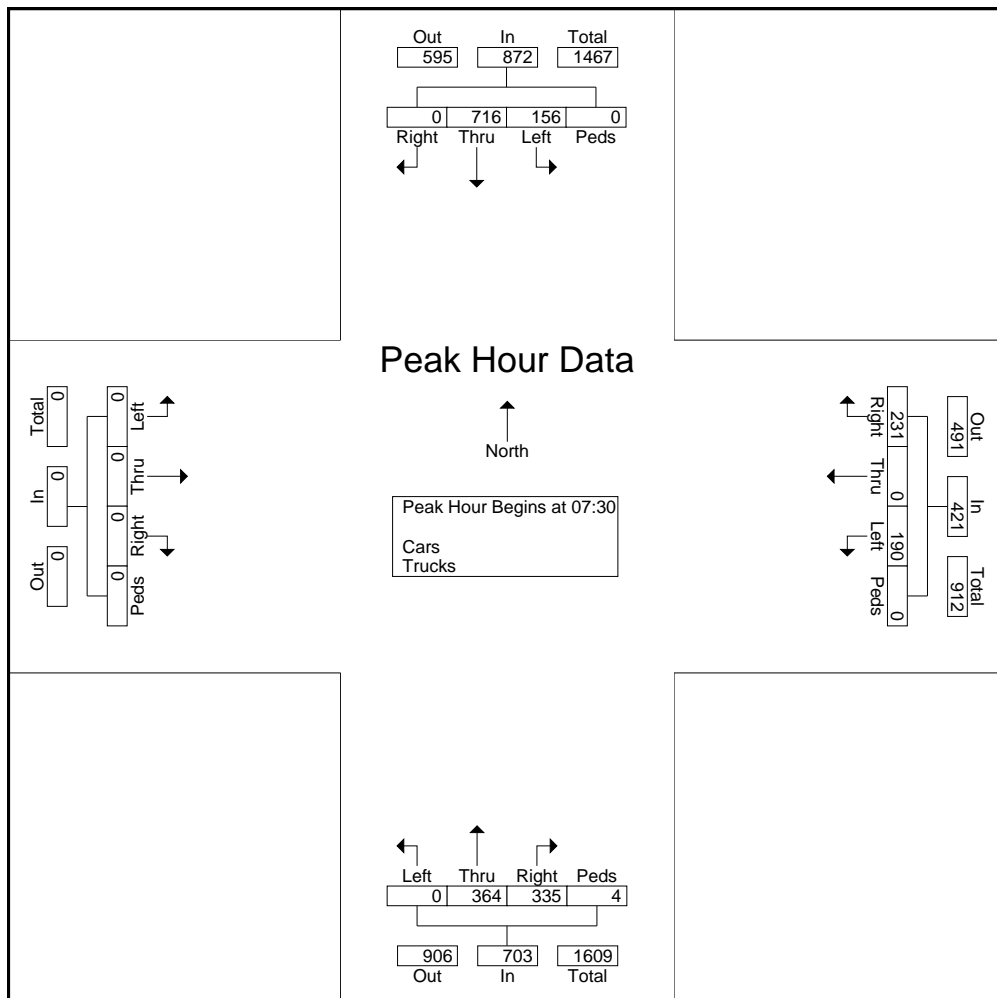 Out In Total
595 872 1467
0 716 156 0
Right Thru Left Peds
Peak Hour Data
North
Peak Hour Begins at 07:30
Cars
Trucks
Total In Out
0 0 0
0 0 0 0
Left Thru Right Peds
Out In Total
491 421 912
231 0 190 0
Right Thru Left Peds
Left Thru Right Peds
0 364 335 4
906 703 1609
Out In Total